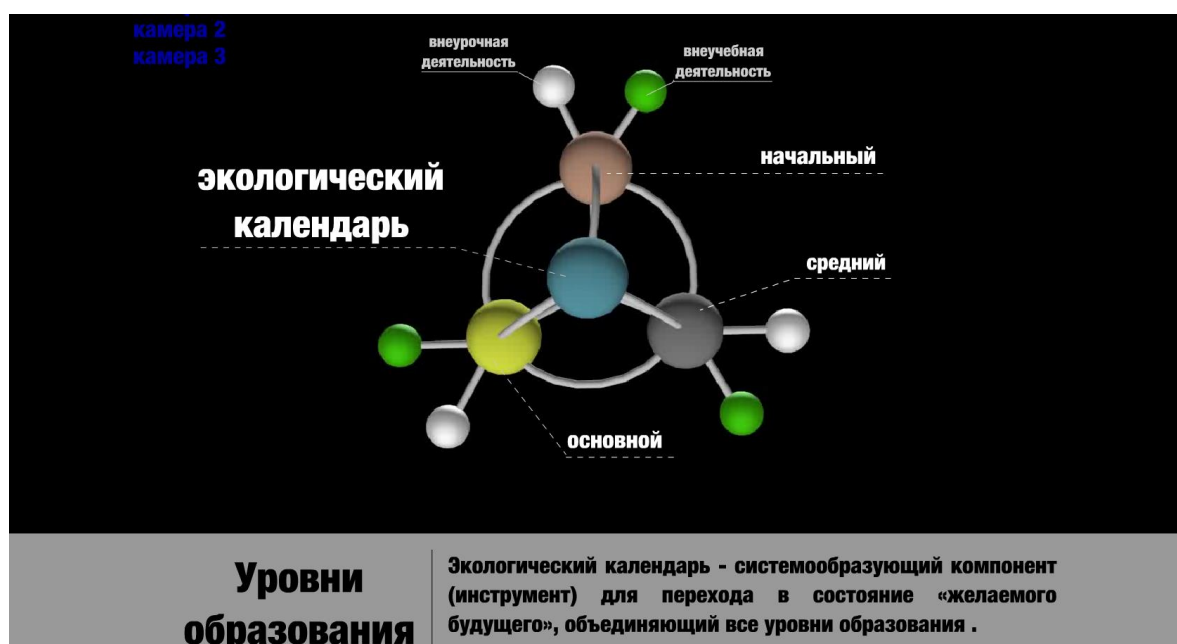 камера 2
камера 3
внеурочная
деятельность
внеучебная
деятельность
начальный
экологический
календарь
средний
основной
Уровни
образования
Экологический календарь - системообразующий компонент
(инструмент) для перехода в состояние «желаемого
будущего», объединяющий все уровни образования .